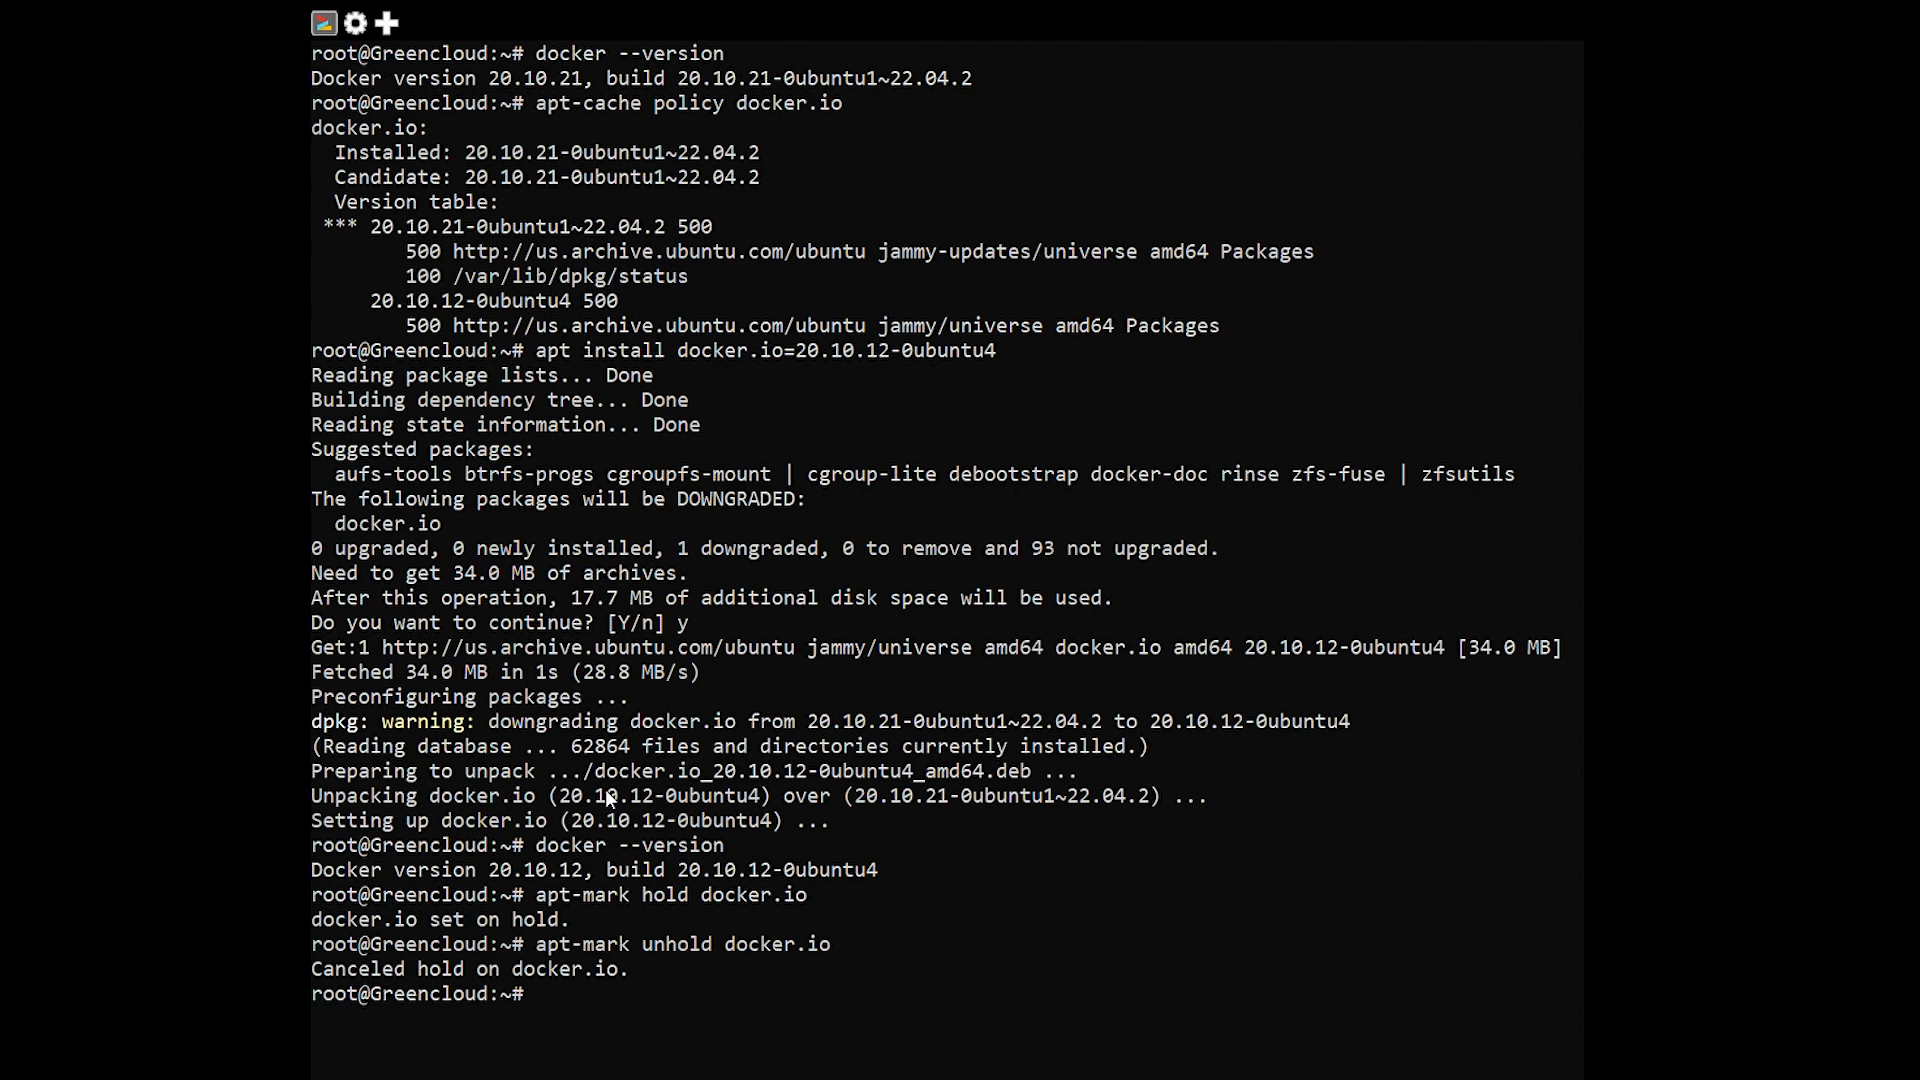 root@Greencloud:~# docker --version
Docker version 20.10.21, build 20.10.21-0ubuntu1~22.04.2
root@Greencloud:~# apt-cache policy docker.io
docker.io:
  Installed: 20.10.21-0ubuntu1~22.04.2
  Candidate: 20.10.21-0ubuntu1~22.04.2
  Version table:
 *** 20.10.21-0ubuntu1~22.04.2 500
        500 http://us.archive.ubuntu.com/ubuntu jammy-updates/universe amd64 Packages
        100 /var/lib/dpkg/status
     20.10.12-0ubuntu4 500
        500 http://us.archive.ubuntu.com/ubuntu jammy/universe amd64 Packages
root@Greencloud:~# apt install docker.io=20.10.12-0ubuntu4
Reading package lists... Done
Building dependency tree... Done
Reading state information... Done
Suggested packages:
  aufs-tools btrfs-progs cgroupfs-mount | cgroup-lite debootstrap docker-doc rinse zfs-fuse | zfsutils
The following packages will be DOWNGRADED:
  docker.io
0 upgraded, 0 newly installed, 1 downgraded, 0 to remove and 93 not upgraded.
Need to get 34.0 MB of archives.
After this operation, 17.7 MB of additional disk space will be used.
Do you want to continue? [Y/n] y
Get:1 http://us.archive.ubuntu.com/ubuntu jammy/universe amd64 docker.io amd64 20.10.12-0ubuntu4 [34.0 MB]
Fetched 34.0 MB in 1s (28.8 MB/s)
Preconfiguring packages ...
dpkg: warning: downgrading docker.io from 20.10.21-0ubuntu1~22.04.2 to 20.10.12-0ubuntu4
(Reading database ... 62864 files and directories currently installed.)
Preparing to unpack .../docker.io_20.10.12-0ubuntu4_amd64.deb ...
Unpacking docker.io (20.10.12-0ubuntu4) over (20.10.21-0ubuntu1~22.04.2) ...
Setting up docker.io (20.10.12-0ubuntu4) ...
root@Greencloud:~# docker --version
Docker version 20.10.12, build 20.10.12-0ubuntu4
root@Greencloud:~# apt-mark hold docker.io
docker.io set on hold.
root@Greencloud:~# apt-mark unhold docker.io
Canceled hold on docker.io.
root@Greencloud:~#